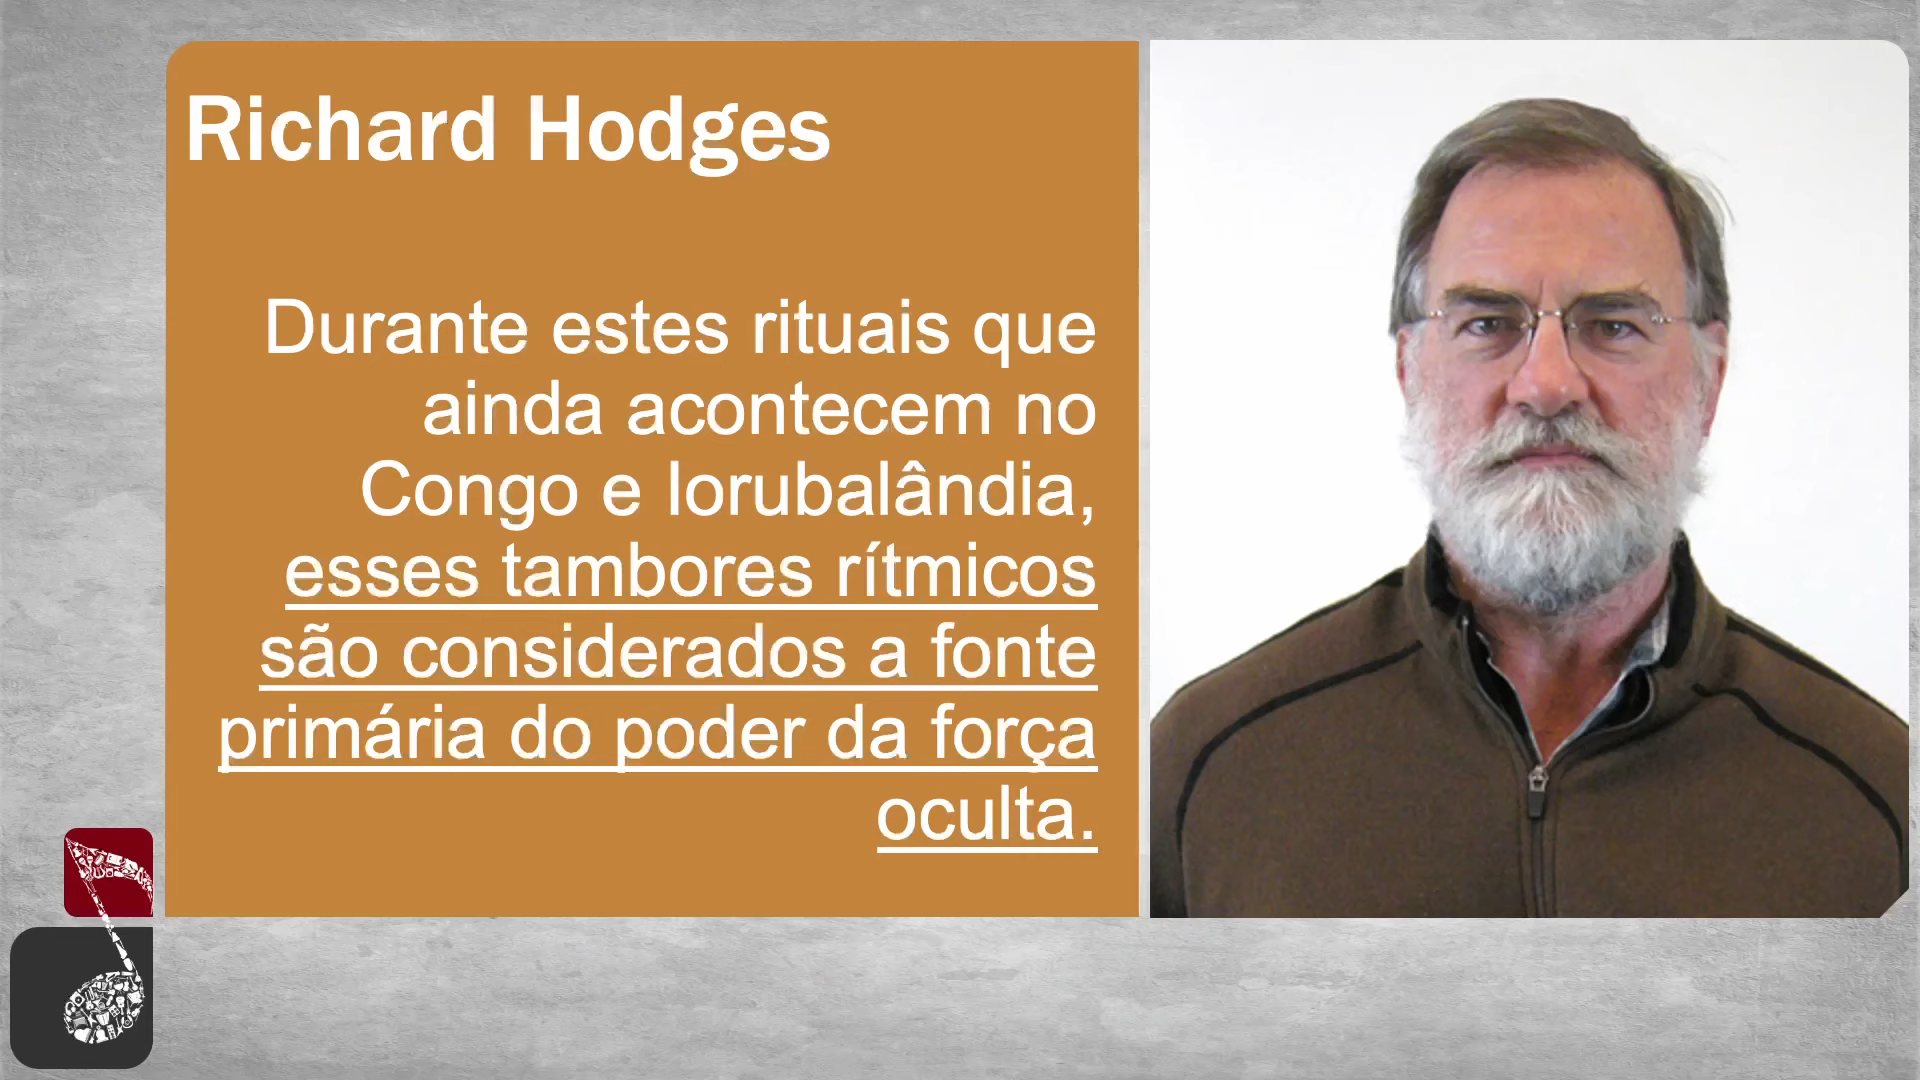 Richard Hodges
Durante estes rituais que
ainda acontecem no
Congo e Iorubalândia,
esses tambores rítmicos
são considerados a fonte
primária do poder da força
oculta.